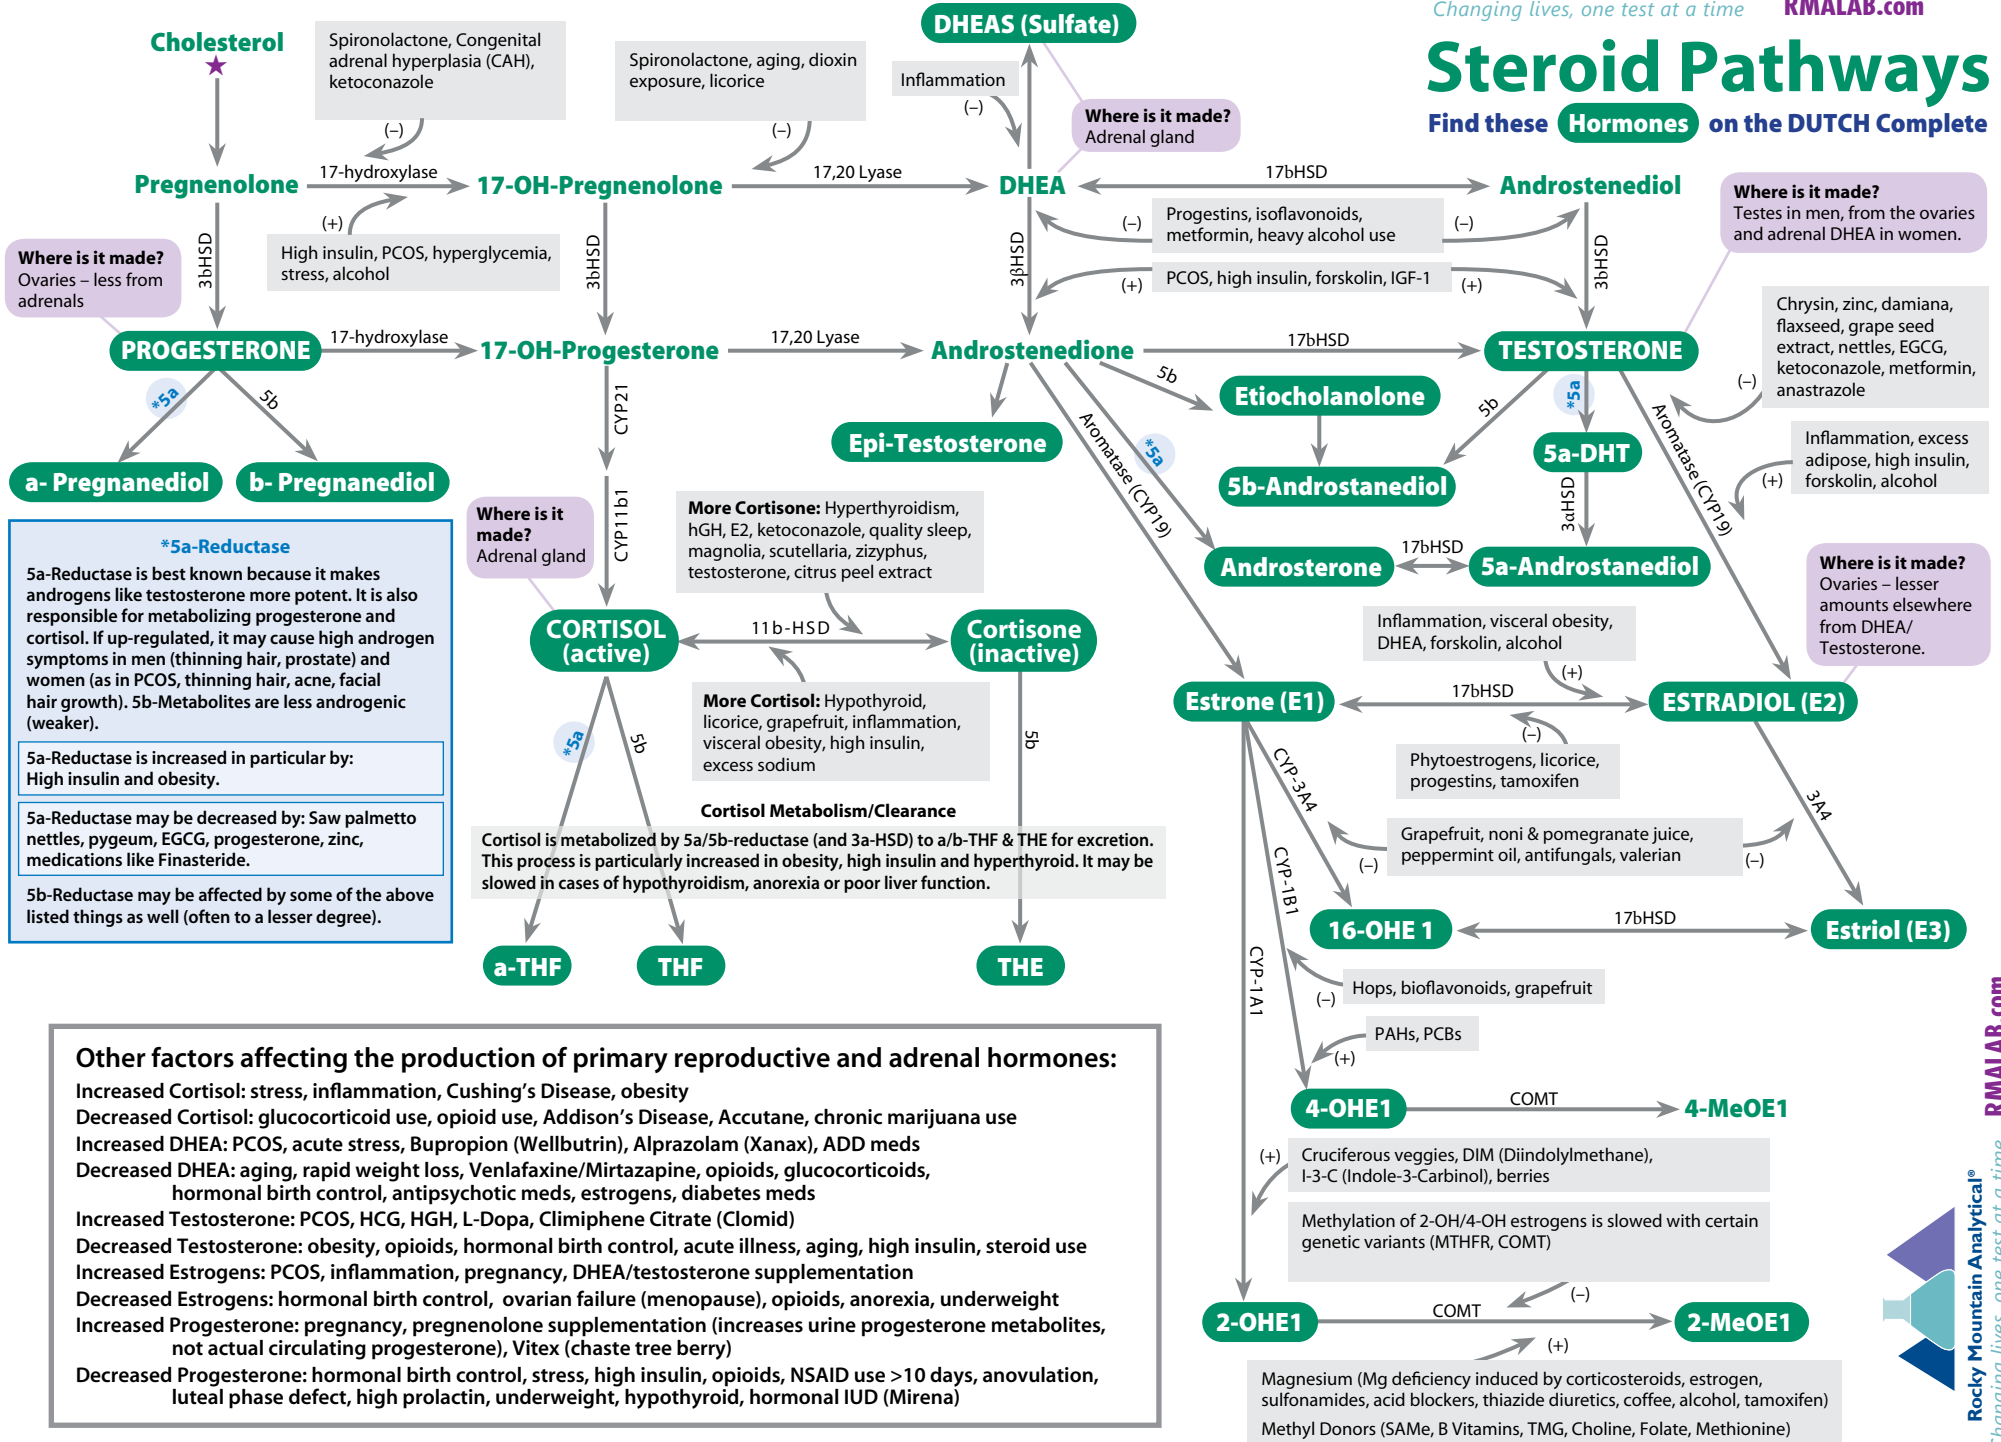 Changing lives, one test at a time
RMALAB.com
Steroid Pathways
Find these Hormones on the DUTCH Complete
Cholesterol
Spironolactone, Congenital
adrenal hyperplasia (CAH),
ketoconazole
(–)
Spironolactone, aging, dioxin
exposure, licorice
(–)
DHEAS (Sulfate)
Inflammation
(–)
Where is it made?
Adrenal gland
Pregnenolone
17-hydroxylase
17-OH-Pregnenolone
17,20 Lyase
DHEA
17bHSD
Androstenediol
(+)
High insulin, PCOS, hyperglycemia,
stress, alcohol
Where is it made?
Ovaries – less from
adrenals
3bHSD
3bHSD
3βHSD
3bHSD
(–)
Progestins, isoflavonoids,
metformin, heavy alcohol use
(–)
(+)
PCOS, high insulin, forskolin, IGF-1
(+)
Where is it made?
Testes in men, from the ovaries
and adrenal DHEA in women.
PROGESTERONE
17-hydroxylase
17-OH-Progesterone
17,20 Lyase
Androstenedione
17bHSD
TESTOSTERONE
Chrysin, zinc, damiana,
flaxseed, grape seed
extract, nettles, EGCG,
ketoconazole, metformin,
anastrazole
(–)
Inflammation, excess
adipose, high insulin,
forskolin, alcohol
(+)
*5a
5b
a- Pregnanediol
b- Pregnanediol
CYP21
CYP11b1
Epi-Testosterone
Aromatase (CYP19)
*5a
5b
Etiocholanolone
5b-Androstanediol
5b
*5a
5a-DHT
3αHSD
Aromatase (CYP19)
Androsterone
17bHSD
5a-Androstanediol
*5a-Reductase
5a-Reductase is best known because it makes
androgens like testosterone more potent. It is also
responsible for metabolizing progesterone and
cortisol. If up-regulated, it may cause high androgen
symptoms in men (thinning hair, prostate) and
women (as in PCOS, thinning hair, acne, facial
hair growth). 5b-Metabolites are less androgenic
(weaker).
5a-Reductase is increased in particular by:
High insulin and obesity.
5a-Reductase may be decreased by: Saw palmetto
nettles, pygeum, EGCG, progesterone, zinc,
medications like Finasteride.
5b-Reductase may be affected by some of the above
listed things as well (often to a lesser degree).
Where is it
made?
Adrenal gland
More Cortisone: Hyperthyroidism,
hGH, E2, ketoconazole, quality sleep,
magnolia, scutellaria, zizyphus,
testosterone, citrus peel extract
CORTISOL
(active)
11b-HSD
Cortisone
(inactive)
More Cortisol: Hypothyroid,
licorice, grapefruit, inflammation,
visceral obesity, high insulin,
excess sodium
*5a
5b
5b
Cortisol Metabolism/Clearance
Cortisol is metabolized by 5a/5b-reductase (and 3a-HSD) to a/b-THF & THE for excretion.
This process is particularly increased in obesity, high insulin and hyperthyroid. It may be
slowed in cases of hypothyroidism, anorexia or poor liver function.
a-THF
THF
THE
Inflammation, visceral obesity,
DHEA, forskolin, alcohol
(+)
Where is it made?
Ovaries – lesser
amounts elsewhere
from DHEA/
Testosterone.
Estrone (E1)
17bHSD
ESTRADIOL (E2)
(–)
Phytoestrogens, licorice,
progestins, tamoxifen
CYP-3A4
3A4
Grapefruit, noni & pomegranate juice,
peppermint oil, antifungals, valerian
(–)
(–)
CYP-1B1
16-OHE 1
17bHSD
Estriol (E3)
CYP-1A1
Hops, bioflavonoids, grapefruit
(–)
PAHs, PCBs
(+)
4-OHE1
COMT
4-MeOE1
(+)
Cruciferous veggies, DIM (Diindolylmethane),
I-3-C (Indole-3-Carbinol), berries
Methylation of 2-OH/4-OH estrogens is slowed with certain
genetic variants (MTHFR, COMT)
(–)
2-OHE1
COMT
2-MeOE1
(+)
Magnesium (Mg deficiency induced by corticosteroids, estrogen,
sulfonamides, acid blockers, thiazide diuretics, coffee, alcohol, tamoxifen)
Methyl Donors (SAMe, B Vitamins, TMG, Choline, Folate, Methionine)
Other factors affecting the production of primary reproductive and adrenal hormones:
Increased Cortisol: stress, inflammation, Cushing's Disease, obesity
Decreased Cortisol: glucocorticoid use, opioid use, Addison's Disease, Accutane, chronic marijuana use
Increased DHEA: PCOS, acute stress, Bupropion (Wellbutrin), Alprazolam (Xanax), ADD meds
Decreased DHEA: aging, rapid weight loss, Venlafaxine/Mirtazapine, opioids, glucocorticoids,
hormonal birth control, antipsychotic meds, estrogens, diabetes meds
Increased Testosterone: PCOS, HCG, HGH, L-Dopa, Climiphene Citrate (Clomid)
Decreased Testosterone: obesity, opioids, hormonal birth control, acute illness, aging, high insulin, steroid use
Increased Estrogens: PCOS, inflammation, pregnancy, DHEA/testosterone supplementation
Decreased Estrogens: hormonal birth control, ovarian failure (menopause), opioids, anorexia, underweight
Increased Progesterone: pregnancy, pregnenolone supplementation (increases urine progesterone metabolites,
not actual circulating progesterone), Vitex (chaste tree berry)
Decreased Progesterone: hormonal birth control, stress, high insulin, opioids, NSAID use >10 days, anovulation,
luteal phase defect, high prolactin, underweight, hypothyroid, hormonal IUD (Mirena)
Rocky Mountain Analytical®
Changing lives, one test at a time
RMALAB.com